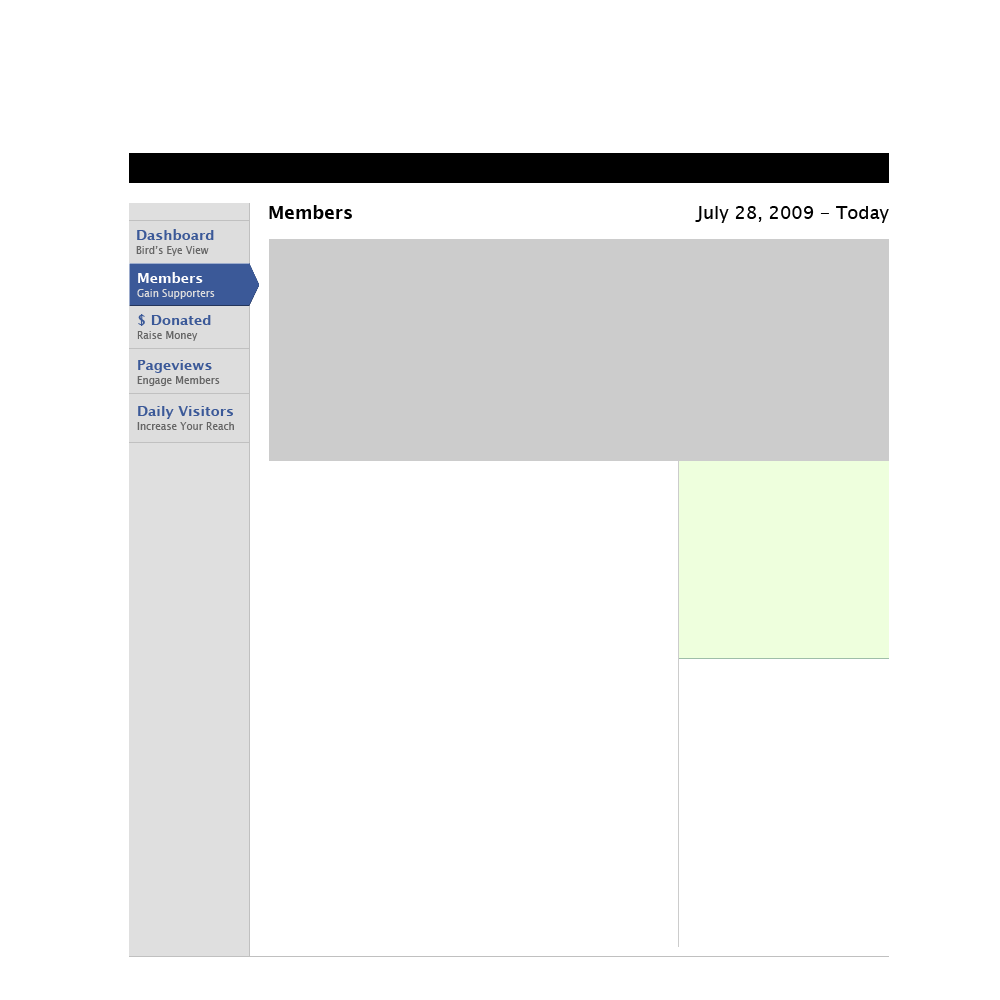 Members
July 28, 2009 – Today
Dashboard
Bird's Eye View
Members
Gain Supporters
$ Donated
Raise Money
Pageviews
Engage Members
Daily Visitors
Increase Your Reach